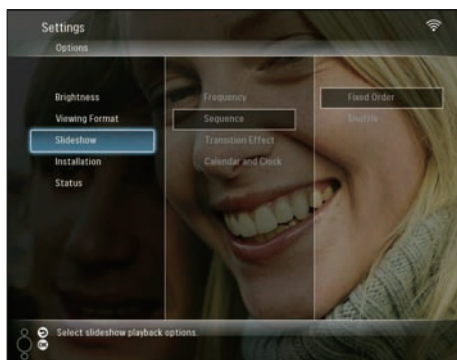 Settings
Options
Brightness
Viewing Format
Slideshow
Installation
Status
Frequency
Sequence
Transition Effect
Calendar and Clock
Fixed Order
Shuffle
Select slideshow playback options.
OK